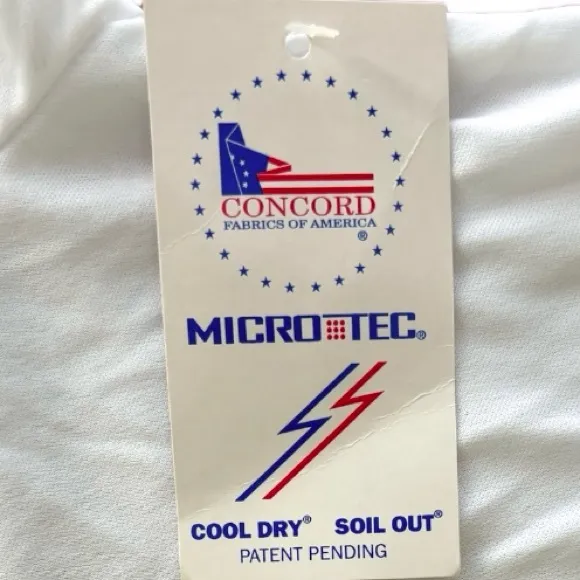 CONCORD
FABRICS OF AMERICA
®
MICROTEC®
COOL DRY® SOIL OUT®
PATENT PENDING